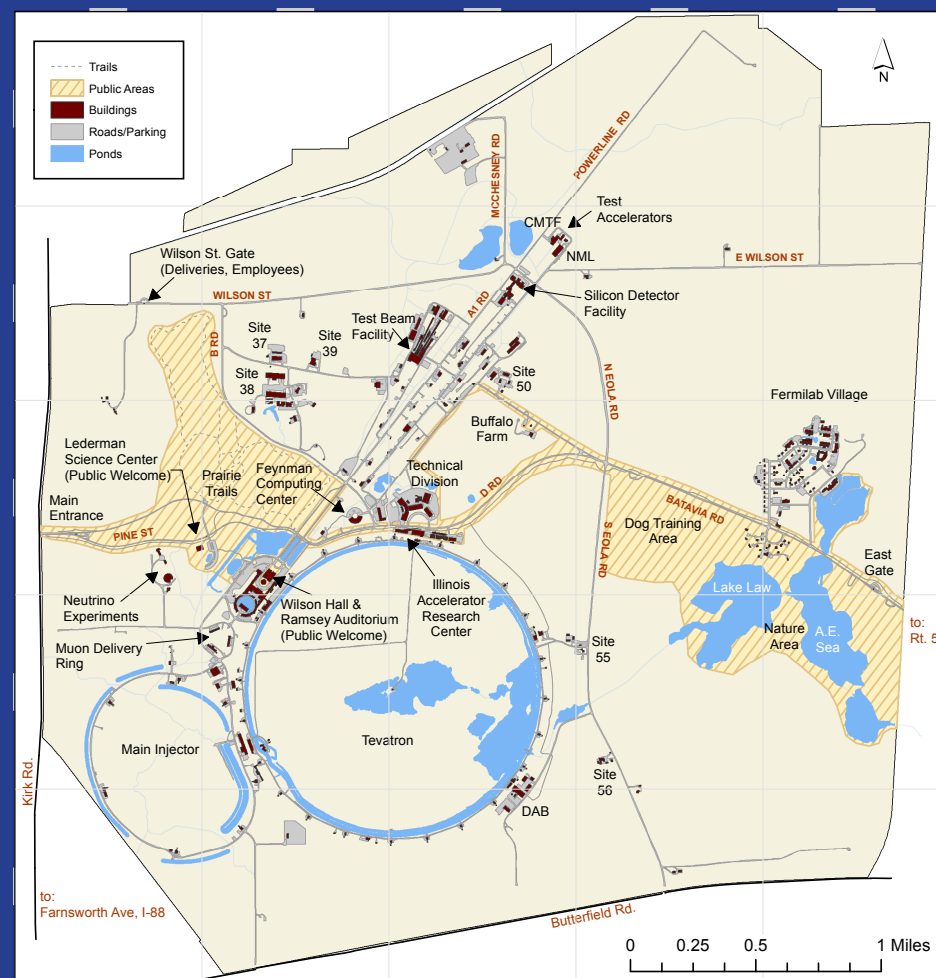 Trails
Public Areas
Buildings
Roads/Parking
Ponds
N
POWERLINE RD
MCCHESNEY RD
Test
Accelerators
CMTF
NML
E WILSON ST
Wilson St. Gate
(Deliveries, Employees)
WILSON ST
A1 RD
Silicon Detector
Facility
Test Beam
Facility
B RD
Site
37
Site
39
Site
38
Site
50
N EOLA RD
Fermilab Village
Buffalo
Farm
Lederman
Science Center
(Public Welcome)
Prairie
Trails
Feynman
Computing
Center
Technical
Division
D RD
BATAVIA RD
Main
Entrance
PINE ST
Dog Training
Area
S EOLA RD
East
Gate
Neutrino
Experiments
Wilson Hall &
Ramsey Auditorium
(Public Welcome)
Illinois
Accelerator
Research
Center
Lake Law
Nature
Area
A.E.
Sea
to:
Rt. 5
Muon Delivery
Ring
Site
55
Main Injector
Tevatron
Site
56
DAB
Kirk Rd.
to:
Farnsworth Ave, I-88
Butterfield Rd.
0 0.25 0.5 1 Miles